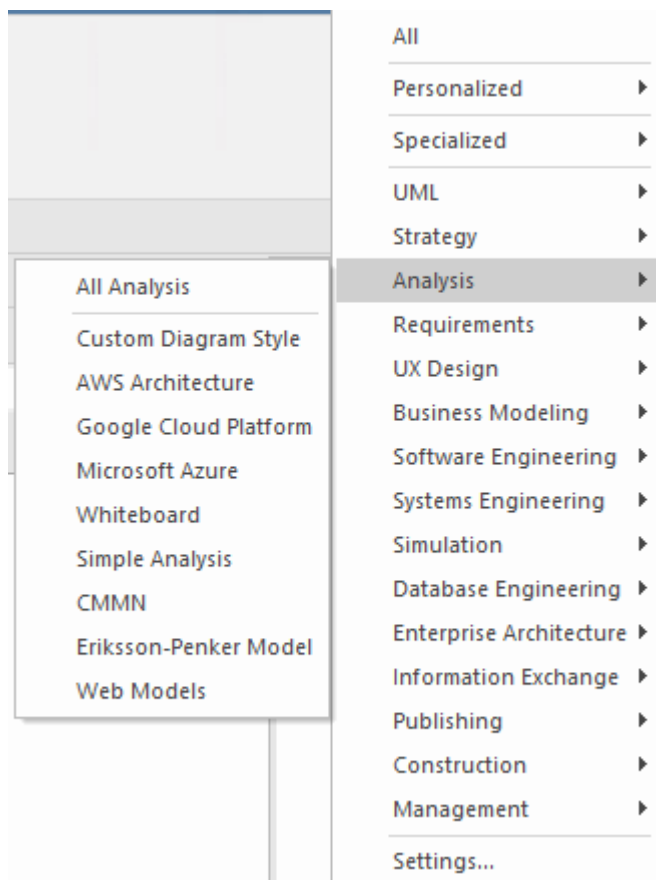 All
Personalized
Specialized
UML
Strategy
Analysis
Requirements
UX Design
Business Modeling
Software Engineering
Systems Engineering
Simulation
Database Engineering
Enterprise Architecture
Information Exchange
Publishing
Construction
Management
Settings...
All Analysis
Custom Diagram Style
AWS Architecture
Google Cloud Platform
Microsoft Azure
Whiteboard
Simple Analysis
CMMN
Eriksson-Penker Model
Web Models